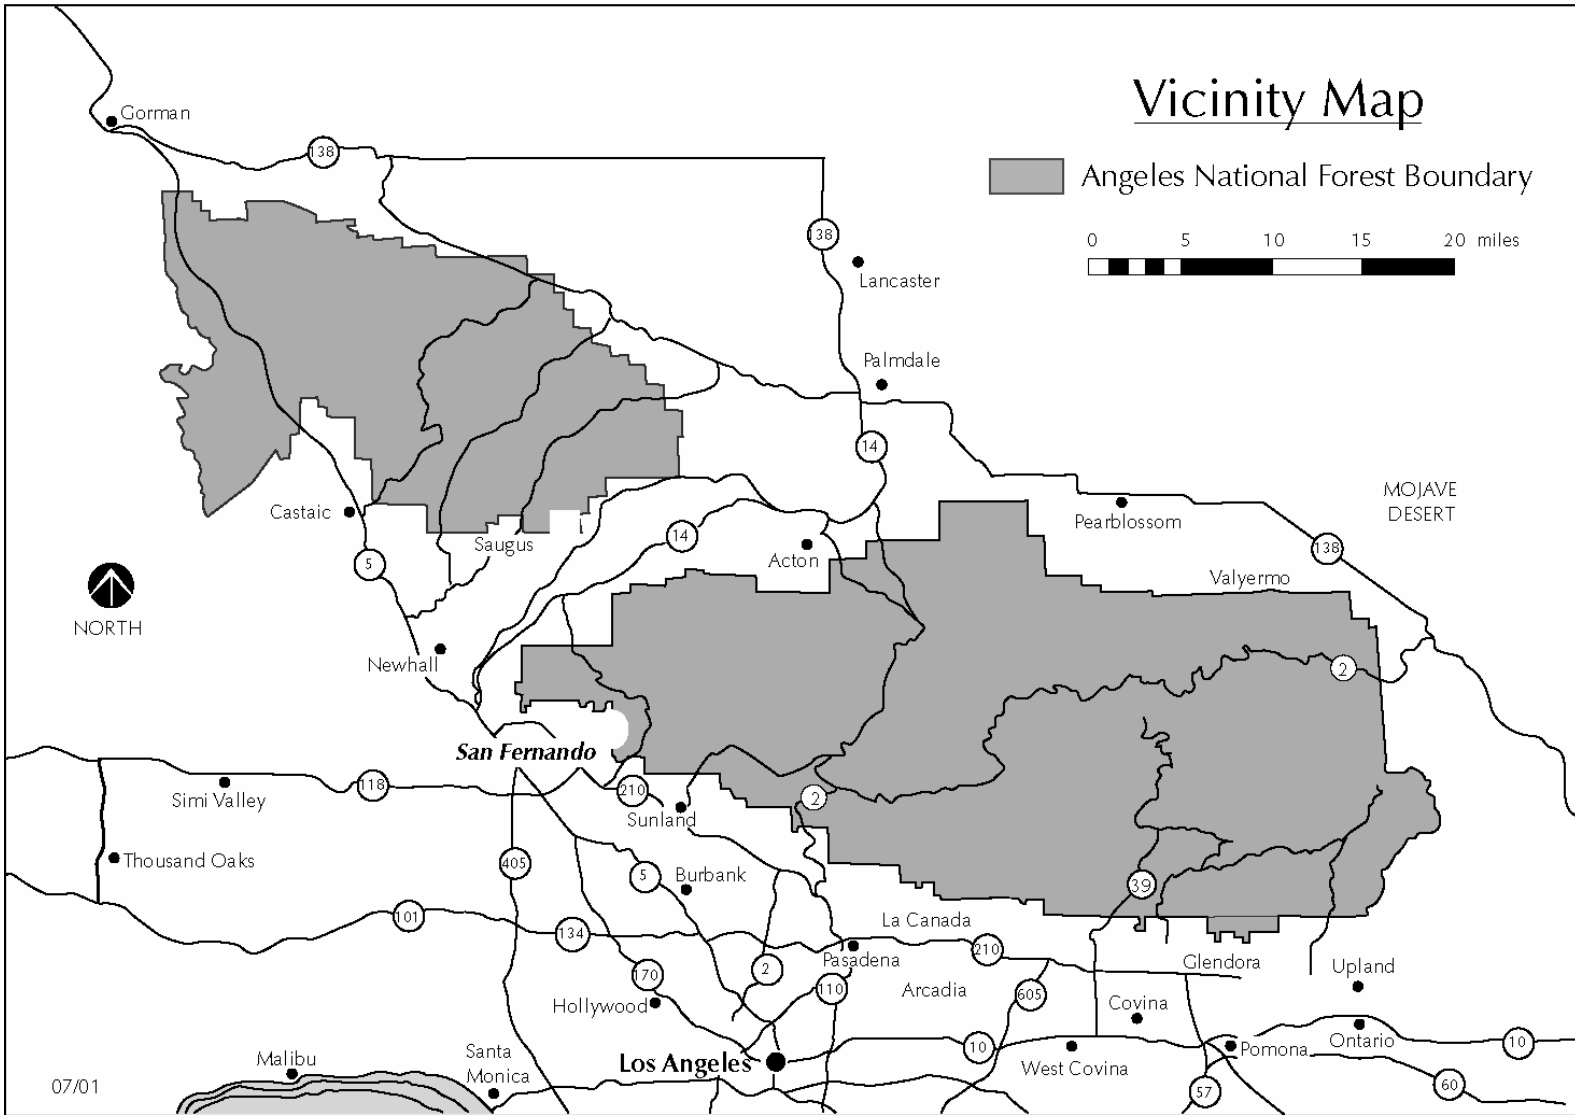 Vicinity Map
Angeles National Forest Boundary
0 5 10 15 20 miles
Gorman
138
138
Lancaster
Palmdale
14
MOJAVE
DESERT
Pearblossom
Castaic
Saugus
14
Acton
138
5
Valyermo
NORTH
Newhall
2
San Fernando
118
210
2
Simi Valley
Sunland
Thousand Oaks
405
5
Burbank
39
101
134
La Canada
210
Pasadena
Glendora
Upland
170
2
110
Arcadia
605
Hollywood
Covina
Ontario
10
10
Pomona
Malibu
Santa
Monica
Los Angeles
West Covina
57
60
07/01